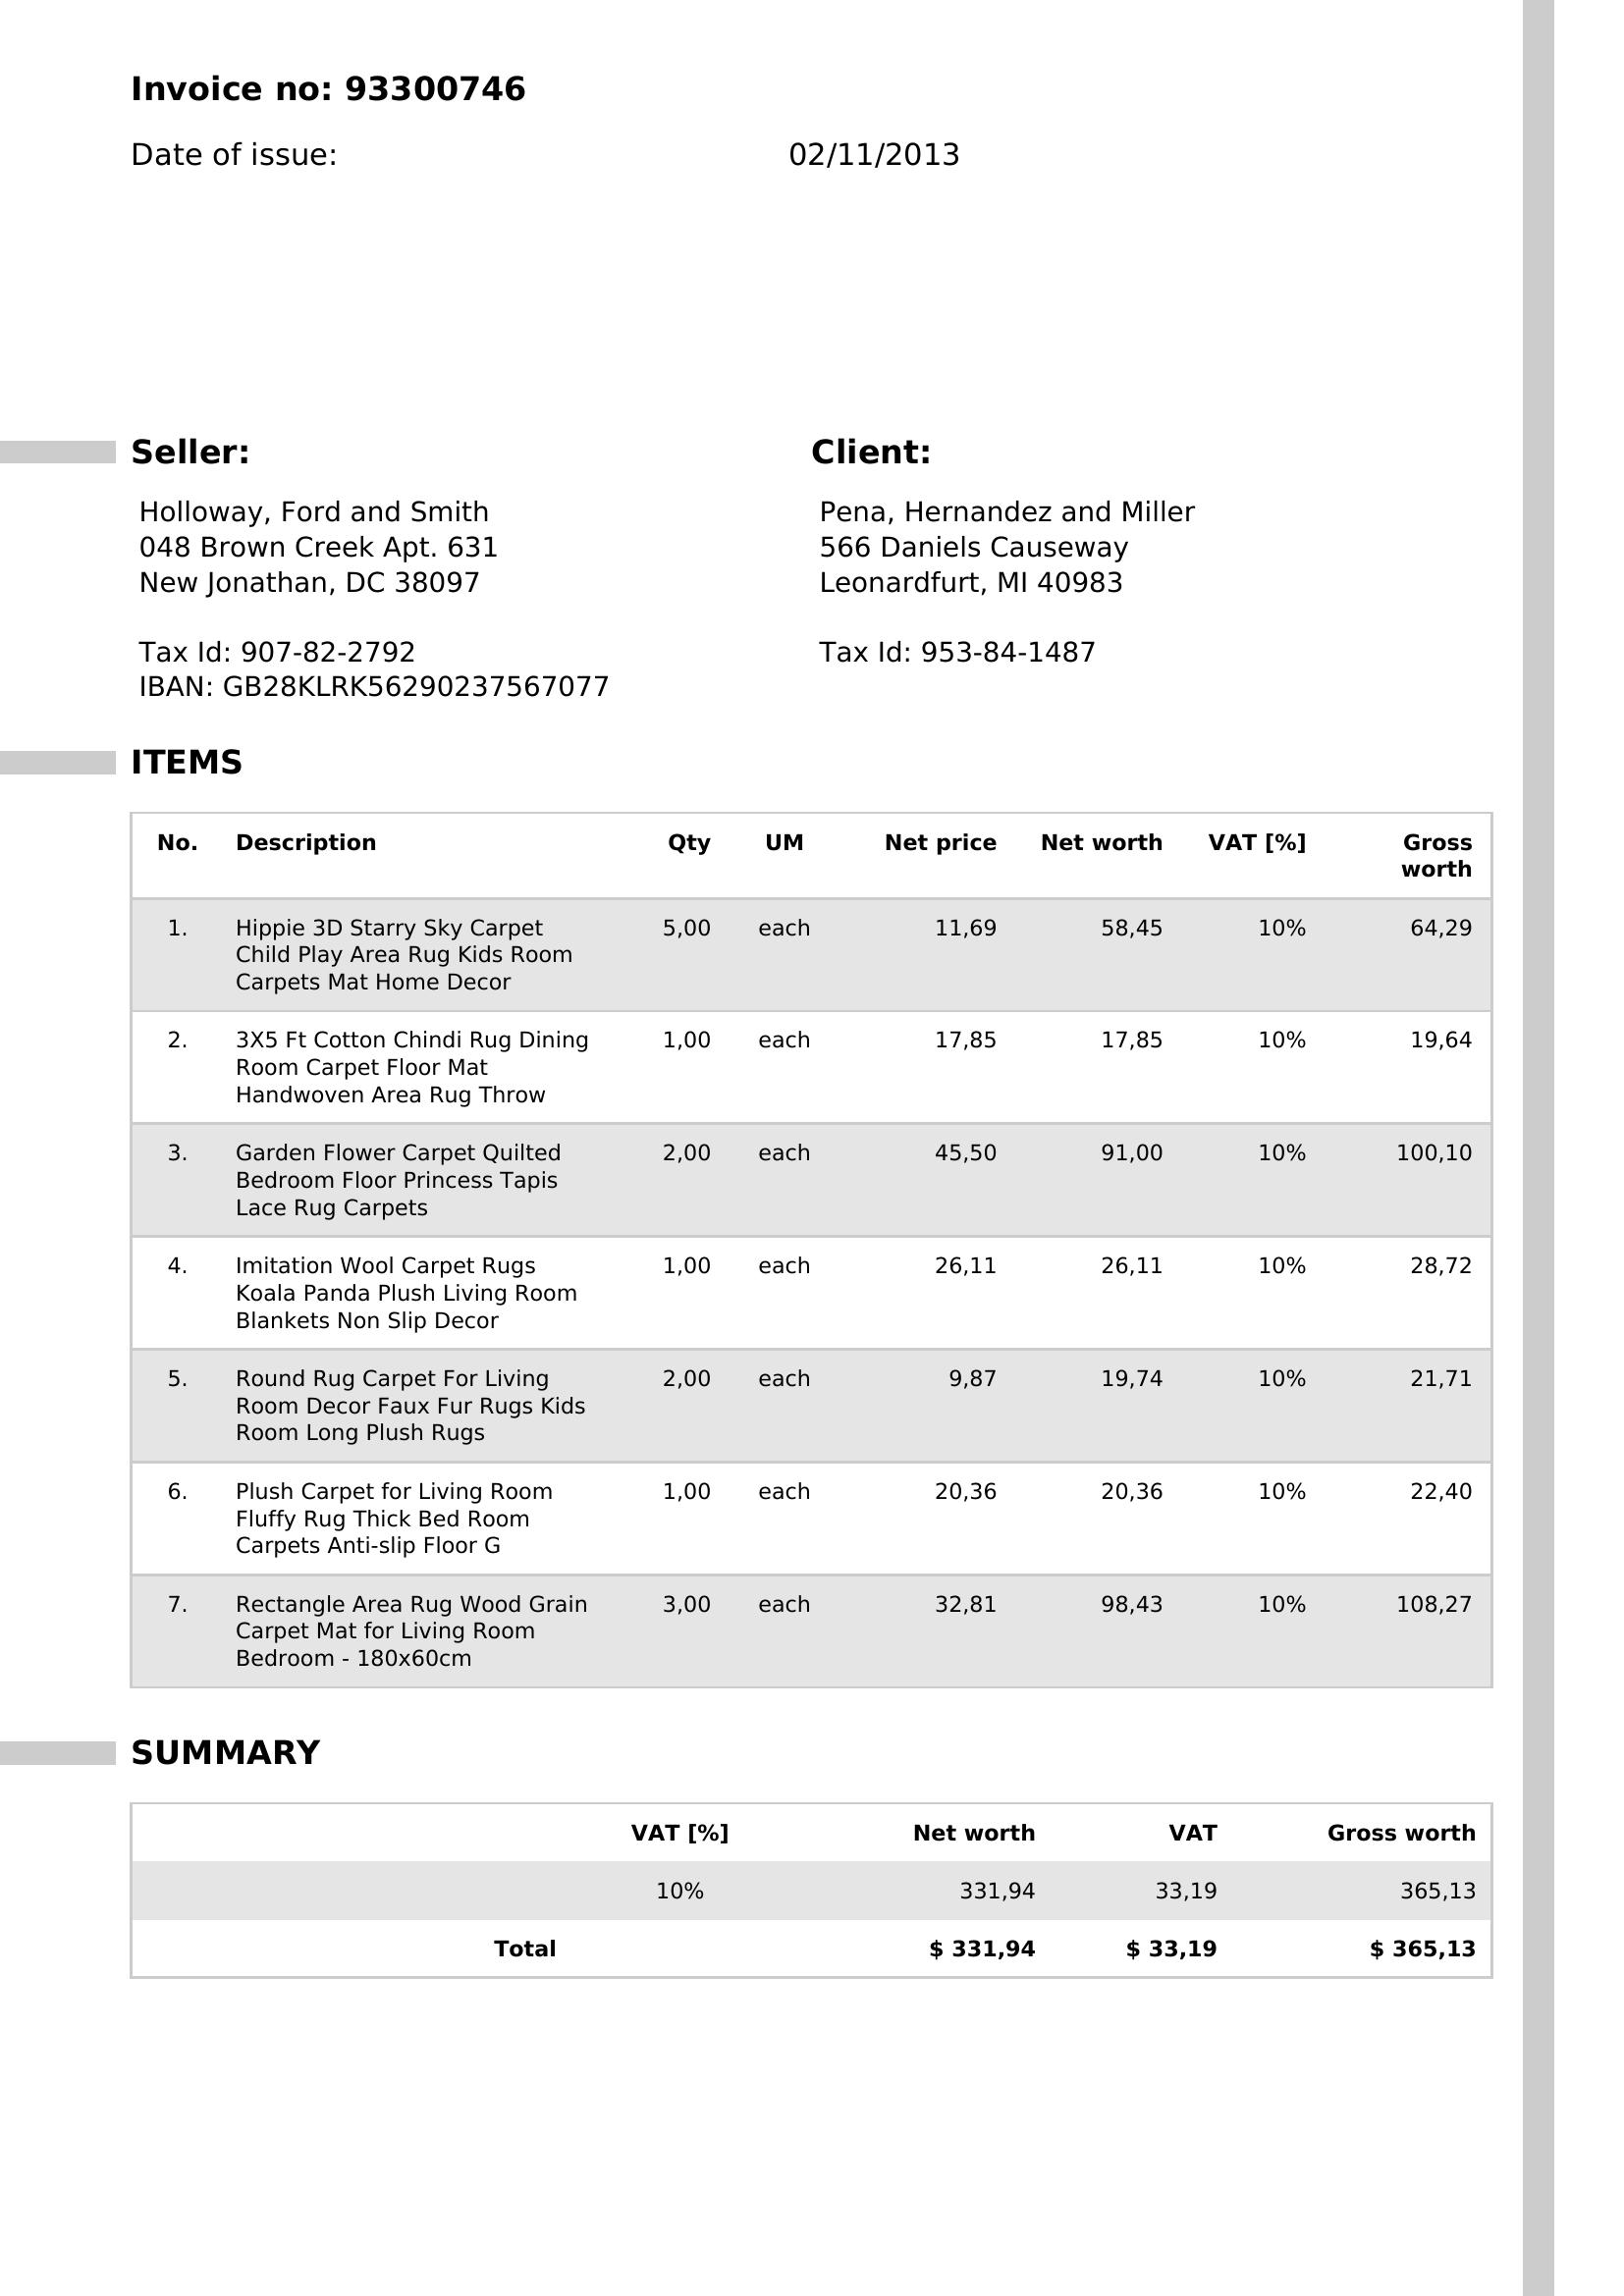 Invoice no: 93300746
Date of issue: 02/11/2013
Seller: Client:
Holloway, Ford and Smith Pena, Hernandez and Miller
048 Brown Creek Apt. 631 566 Daniels Causeway
New Jonathan, DC 38097 Leonardfurt, MI 40983
Tax Id: 907-82-2792 Tax Id: 953-84-1487
IBAN: GB28KLRK56290237567077
ITEMS
No. Description Qty UM Net price Net worth VAT [%] Gross
worth
1. Hippie 3D Starry Sky Carpet 5,00 each 11,69 58,45 10% 64,29
Child Play Area Rug Kids Room
Carpets Mat Home Decor
2. 3X5 Ft Cotton Chindi Rug Dining 1,00 each 17,85 17,85 10% 19,64
Room Carpet Floor Mat
Handwoven Area Rug Throw
3. Garden Flower Carpet Quilted 2,00 each 45,50 91,00 10% 100,10
Bedroom Floor Princess Tapis
Lace Rug Carpets
4. Imitation Wool Carpet Rugs 1,00 each 26,11 26,11 10% 28,72
Koala Panda Plush Living Room
Blankets Non Slip Decor
5. Round Rug Carpet For Living 2,00 each 9,87 19,74 10% 21,71
Room Decor Faux Fur Rugs Kids
Room Long Plush Rugs
6. Plush Carpet for Living Room 1,00 each 20,36 20,36 10% 22,40
Fluffy Rug Thick Bed Room
Carpets Anti-slip Floor G
7. Rectangle Area Rug Wood Grain 3,00 each 32,81 98,43 10% 108,27
Carpet Mat for Living Room
Bedroom - 180x60cm
SUMMARY
VAT [%] Net worth VAT Gross worth
10% 331,94 33,19 365,13
Total $ 331,94 $ 33,19 $ 365,13